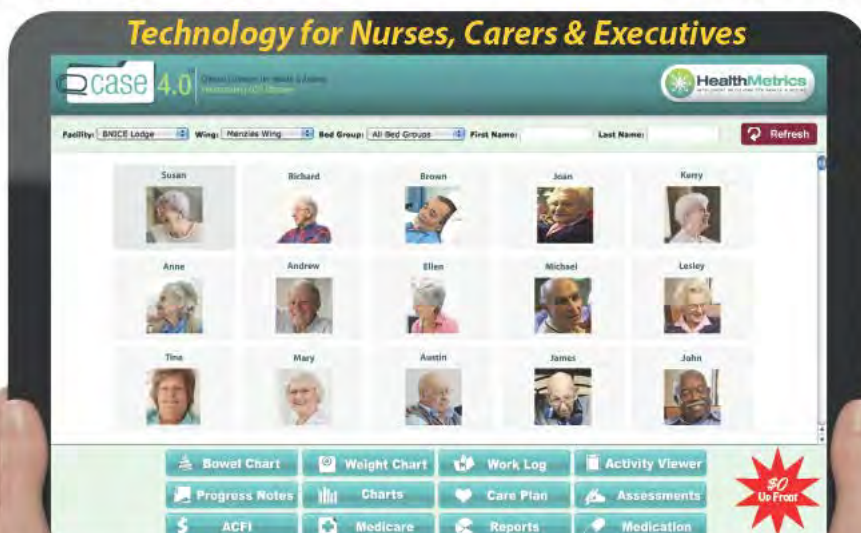 Technology for Nurses, Carers & Executives
case 4.0
HealthMetrics
Facility: BNICE Lodge Wing: Menzies Wing Bed Group: All Bed Groups First Name: Last Name: Refresh
Susan Richard Brown Joan Kerry
Anne Andrew Ellen Michael Lesley
Tina Mary Austin James John
Bowel Chart Weight Chart Work Log Activity Viewer
Progress Notes Charts Care Plan Assessments
$0
Up Front
ACFI Medicare Reports Medication